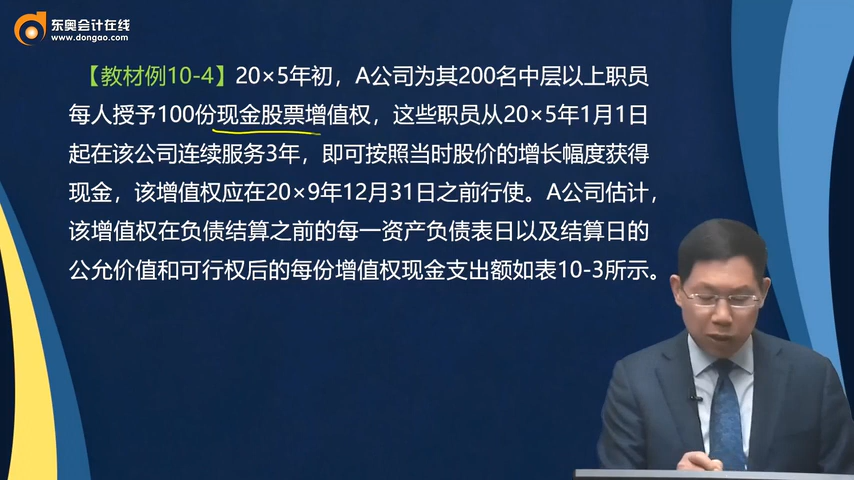 东奥会计在线
www.dongao.com
【教材例10-4】20×5年初，A公司为其200名中层以上职员
每人授予100份现金股票增值权，这些职员从20×5年1月1日
起在该公司连续服务3年，即可按照当时股价的增长幅度获得
现金，该增值权应在20×9年12月31日之前行使。A公司估计，
该增值权在负债结算之前的每一资产负债表日以及结算日的
公允价值和可行权后的每份增值权现金支出额如表10-3所示。